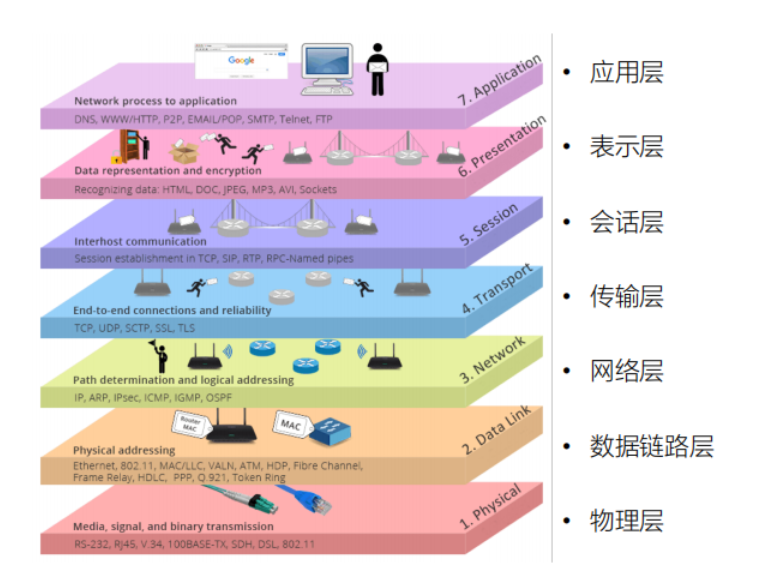 Google
7. Application
Network process to application
DNS, WWW/HTTP, P2P, EMAIL/POP, SMTP, Telnet, FTP
• 应用层
6. Presentation
Data representation and encryption
Recognizing data: HTML, DOC, JPEG, MP3, AVI, Sockets
• 表示层
5. Session
Interhost communication
Session establishment in TCP, SIP, RTP, RPC-Named pipes
• 会话层
4. Transport
End-to-end connections and reliability
TCP, UDP, SCTP, SSL, TLS
• 传输层
3. Network
Path determination and logical addressing
IP, ARP, IPsec, ICMP, IGMP, OSPF
• 网络层
Router
MAC
MAC
2. Data Link
Physical addressing
Ethernet, 802.11, MAC/LLC, VALN, ATM, HDP, Fibre Channel,
Frame Relay, HDLC, PPP, Q.921, Token Ring
• 数据链路层
1. Physical
Media, signal, and binary transmission
RS-232, RJ45, V.34, 100BASE-TX, SDH, DSL, 802.11
• 物理层